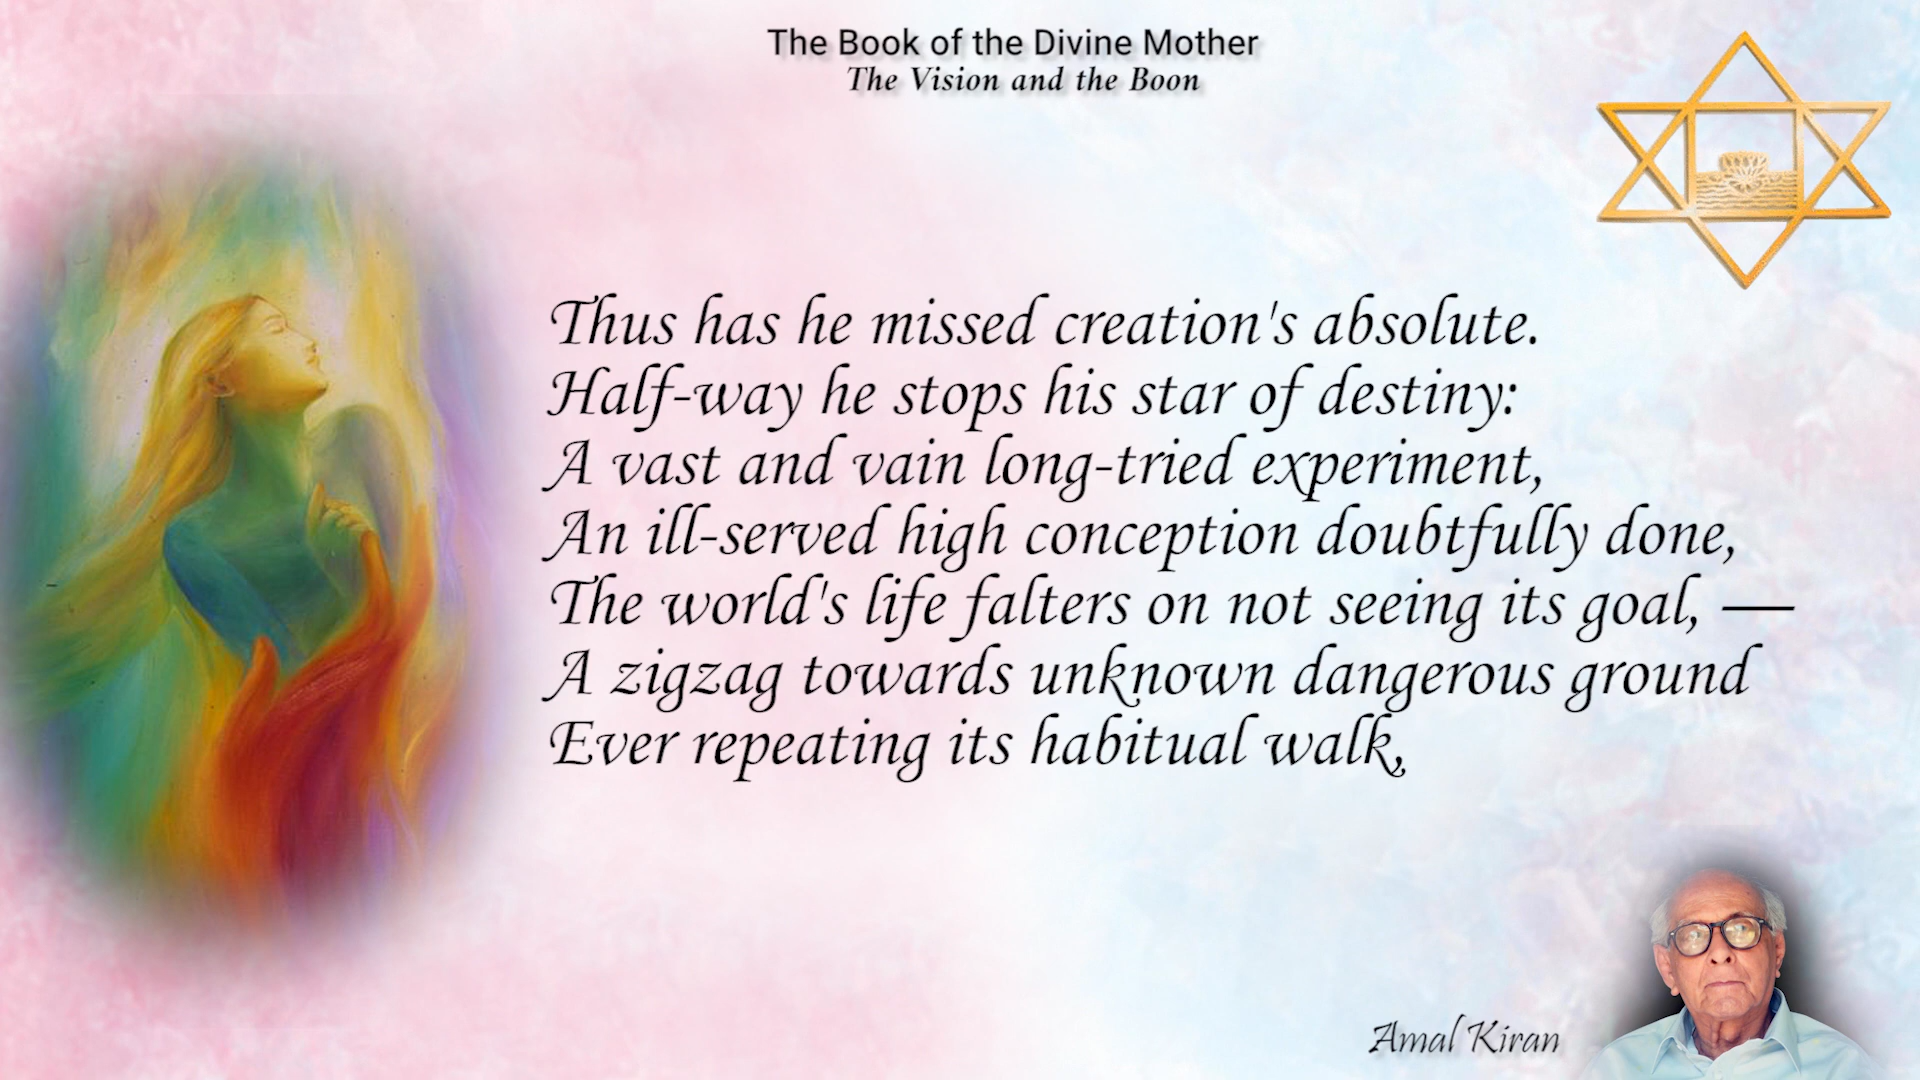 The Book of the Divine Mother
The Vision and the Boon
Thus has he missed creation's absolute.
Half-way he stops his star of destiny:
A vast and vain long-tried experiment,
An ill-served high conception doubtfully done,
The world's life falters on not seeing its goal, —
A zigzag towards unknown dangerous ground
Ever repeating its habitual walk,
Amal Kiran